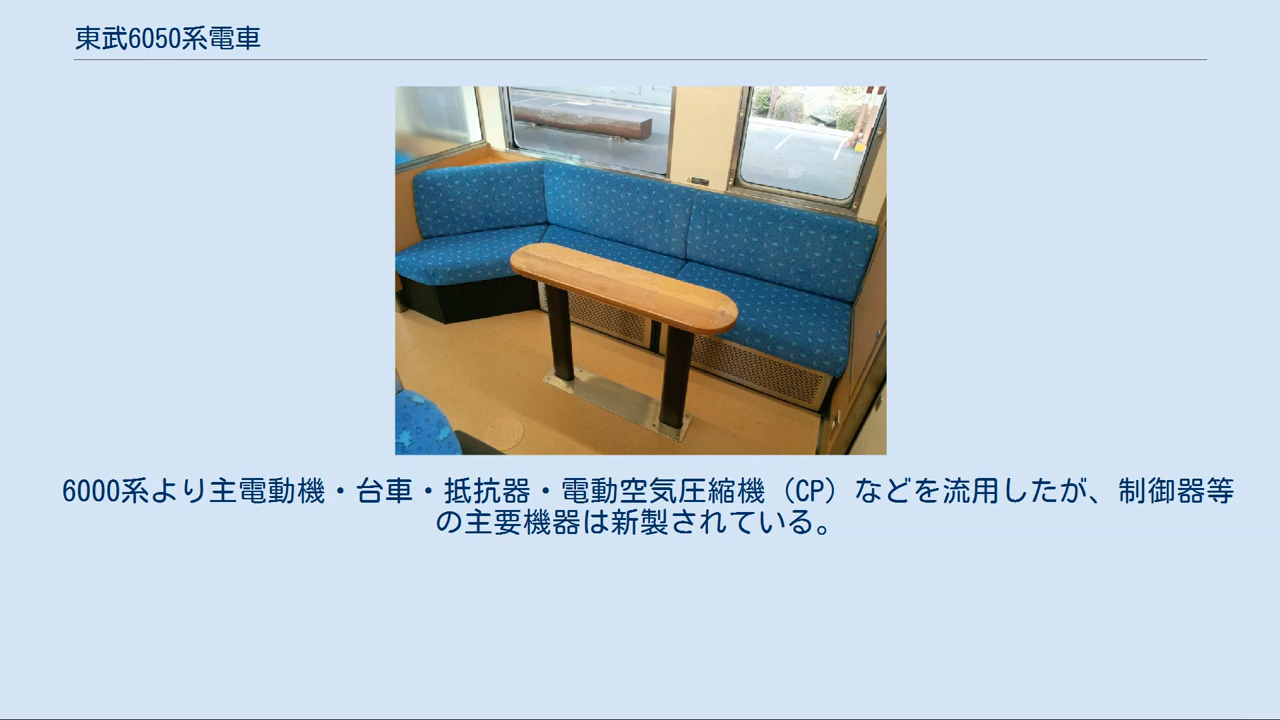 東武6050系電車
6000系より主電動機・台車・抵抗器・電動空気圧縮機（CP）などを流用したが、制御器等
の主要機器は新製されている。